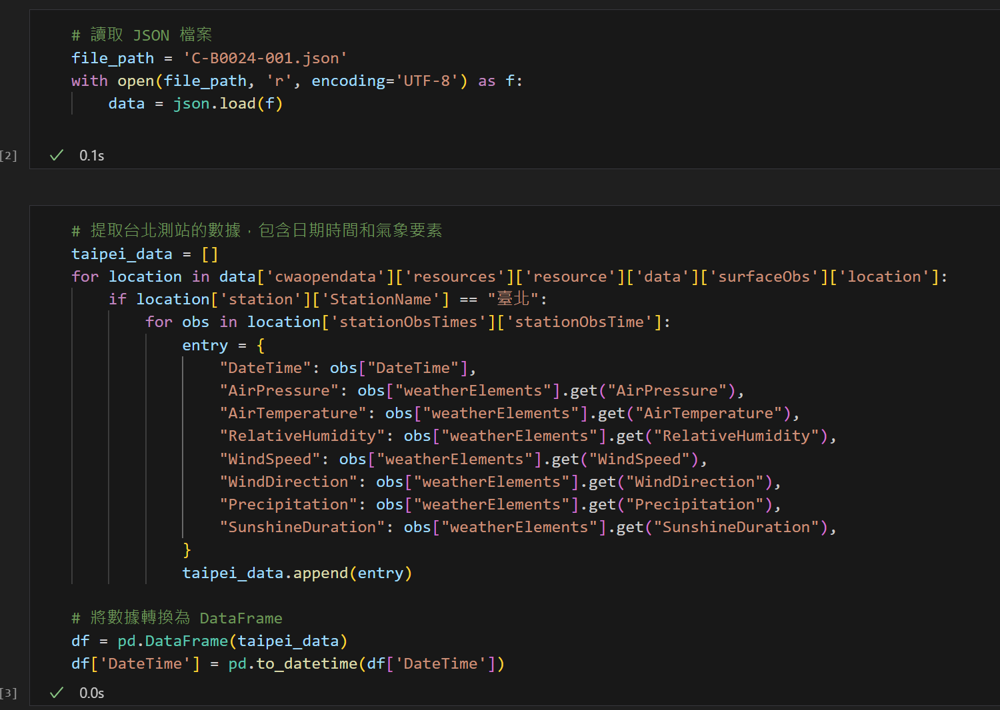 # 讀取 JSON 檔案
file_path = 'C-B0024-001.json'
with open(file_path, 'r', encoding='UTF-8') as f:
    data = json.load(f)
[2]
0.1s
# 提取台北測站的數據，包含日期時間和氣象要素
taipei_data = []
for location in data['cwaopendata']['resources']['resource']['data']['surfaceObs']['location']:
    if location['station']['StationName'] == "臺北":
        for obs in location['stationObsTimes']['stationObsTime']:
            entry = {
                "DateTime": obs["DateTime"],
                "AirPressure": obs["weatherElements"].get("AirPressure"),
                "AirTemperature": obs["weatherElements"].get("AirTemperature"),
                "RelativeHumidity": obs["weatherElements"].get("RelativeHumidity"),
                "WindSpeed": obs["weatherElements"].get("WindSpeed"),
                "WindDirection": obs["weatherElements"].get("WindDirection"),
                "Precipitation": obs["weatherElements"].get("Precipitation"),
                "SunshineDuration": obs["weatherElements"].get("SunshineDuration"),
            }
            taipei_data.append(entry)
# 將數據轉換為 DataFrame
df = pd.DataFrame(taipei_data)
df['DateTime'] = pd.to_datetime(df['DateTime'])
[3]
0.0s